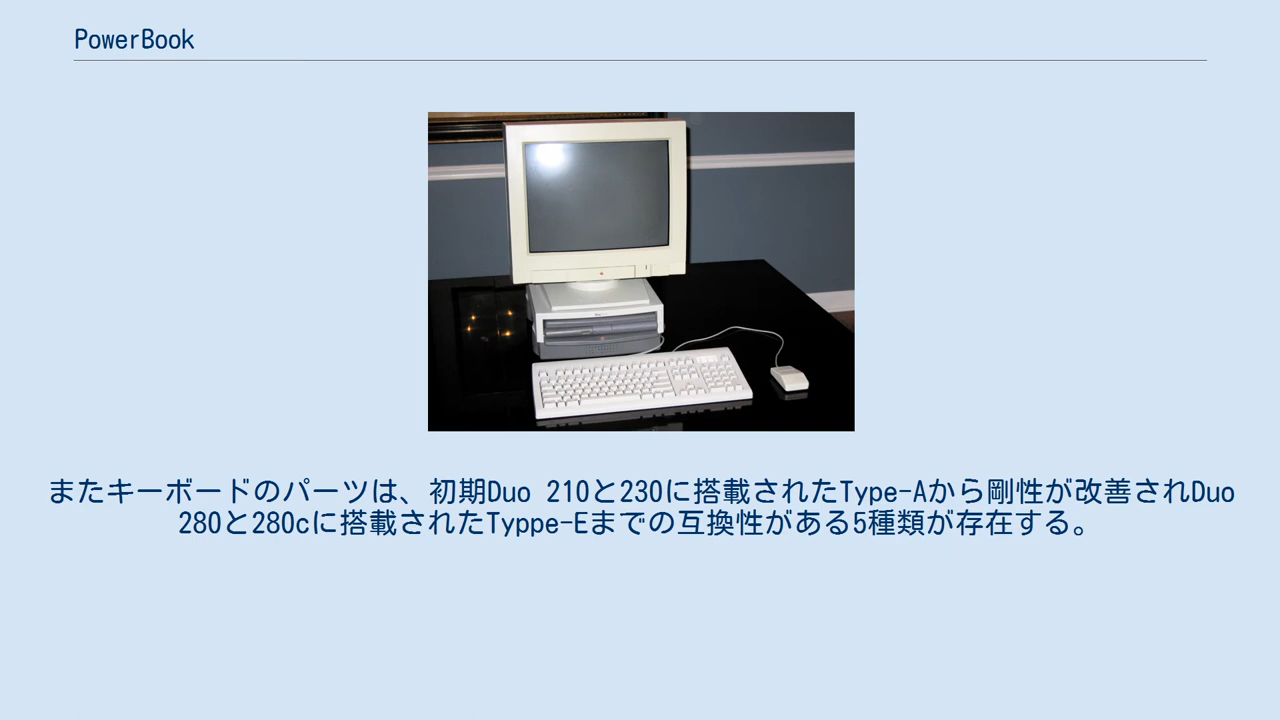 PowerBook
またキーボードのパーツは、初期Duo 210と230に搭載されたType-Aから剛性が改善されDuo
280と280cに搭載されたTyppe-Eまでの互換性がある5種類が存在する。